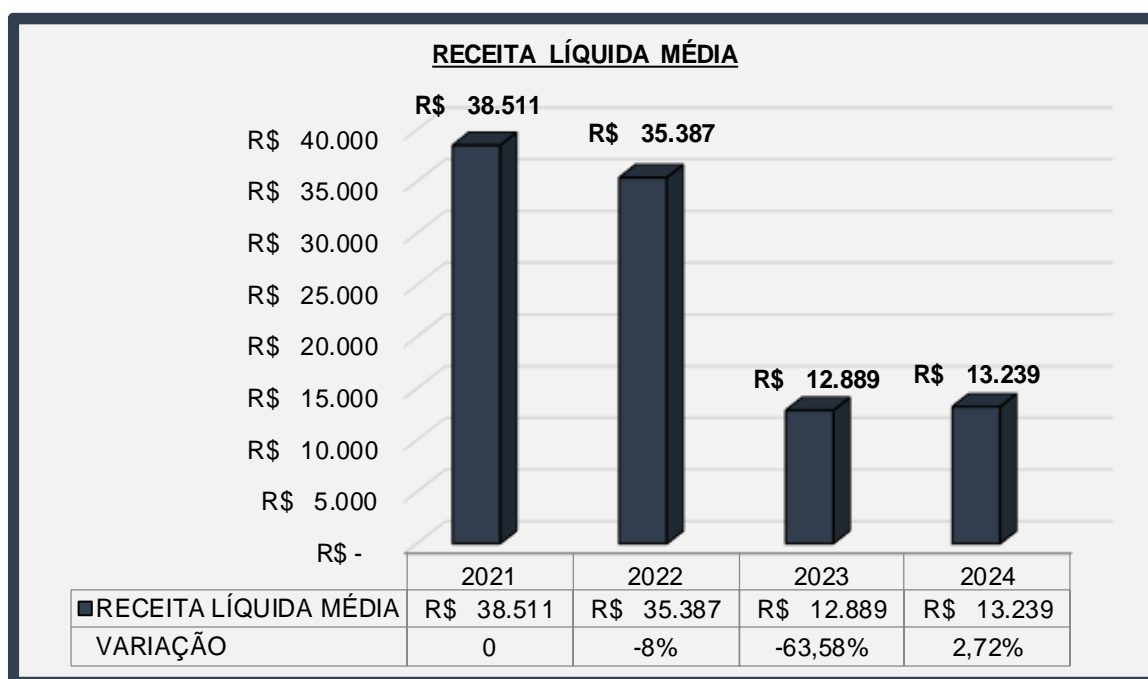 RECEITA LÍQUIDA MÉDIA
R$ 38.511
R$ 35.387
R$ 12.889
R$ 13.239
R$ 40.000
R$ 35.000
R$ 30.000
R$ 25.000
R$ 20.000
R$ 15.000
R$ 10.000
R$ 5.000
R$ -
2021 2022 2023 2024
RECEITA LÍQUIDA MÉDIA R$ 38.511 R$ 35.387 R$ 12.889 R$ 13.239
VARIAÇÃO 0 -8% -63,58% 2,72%